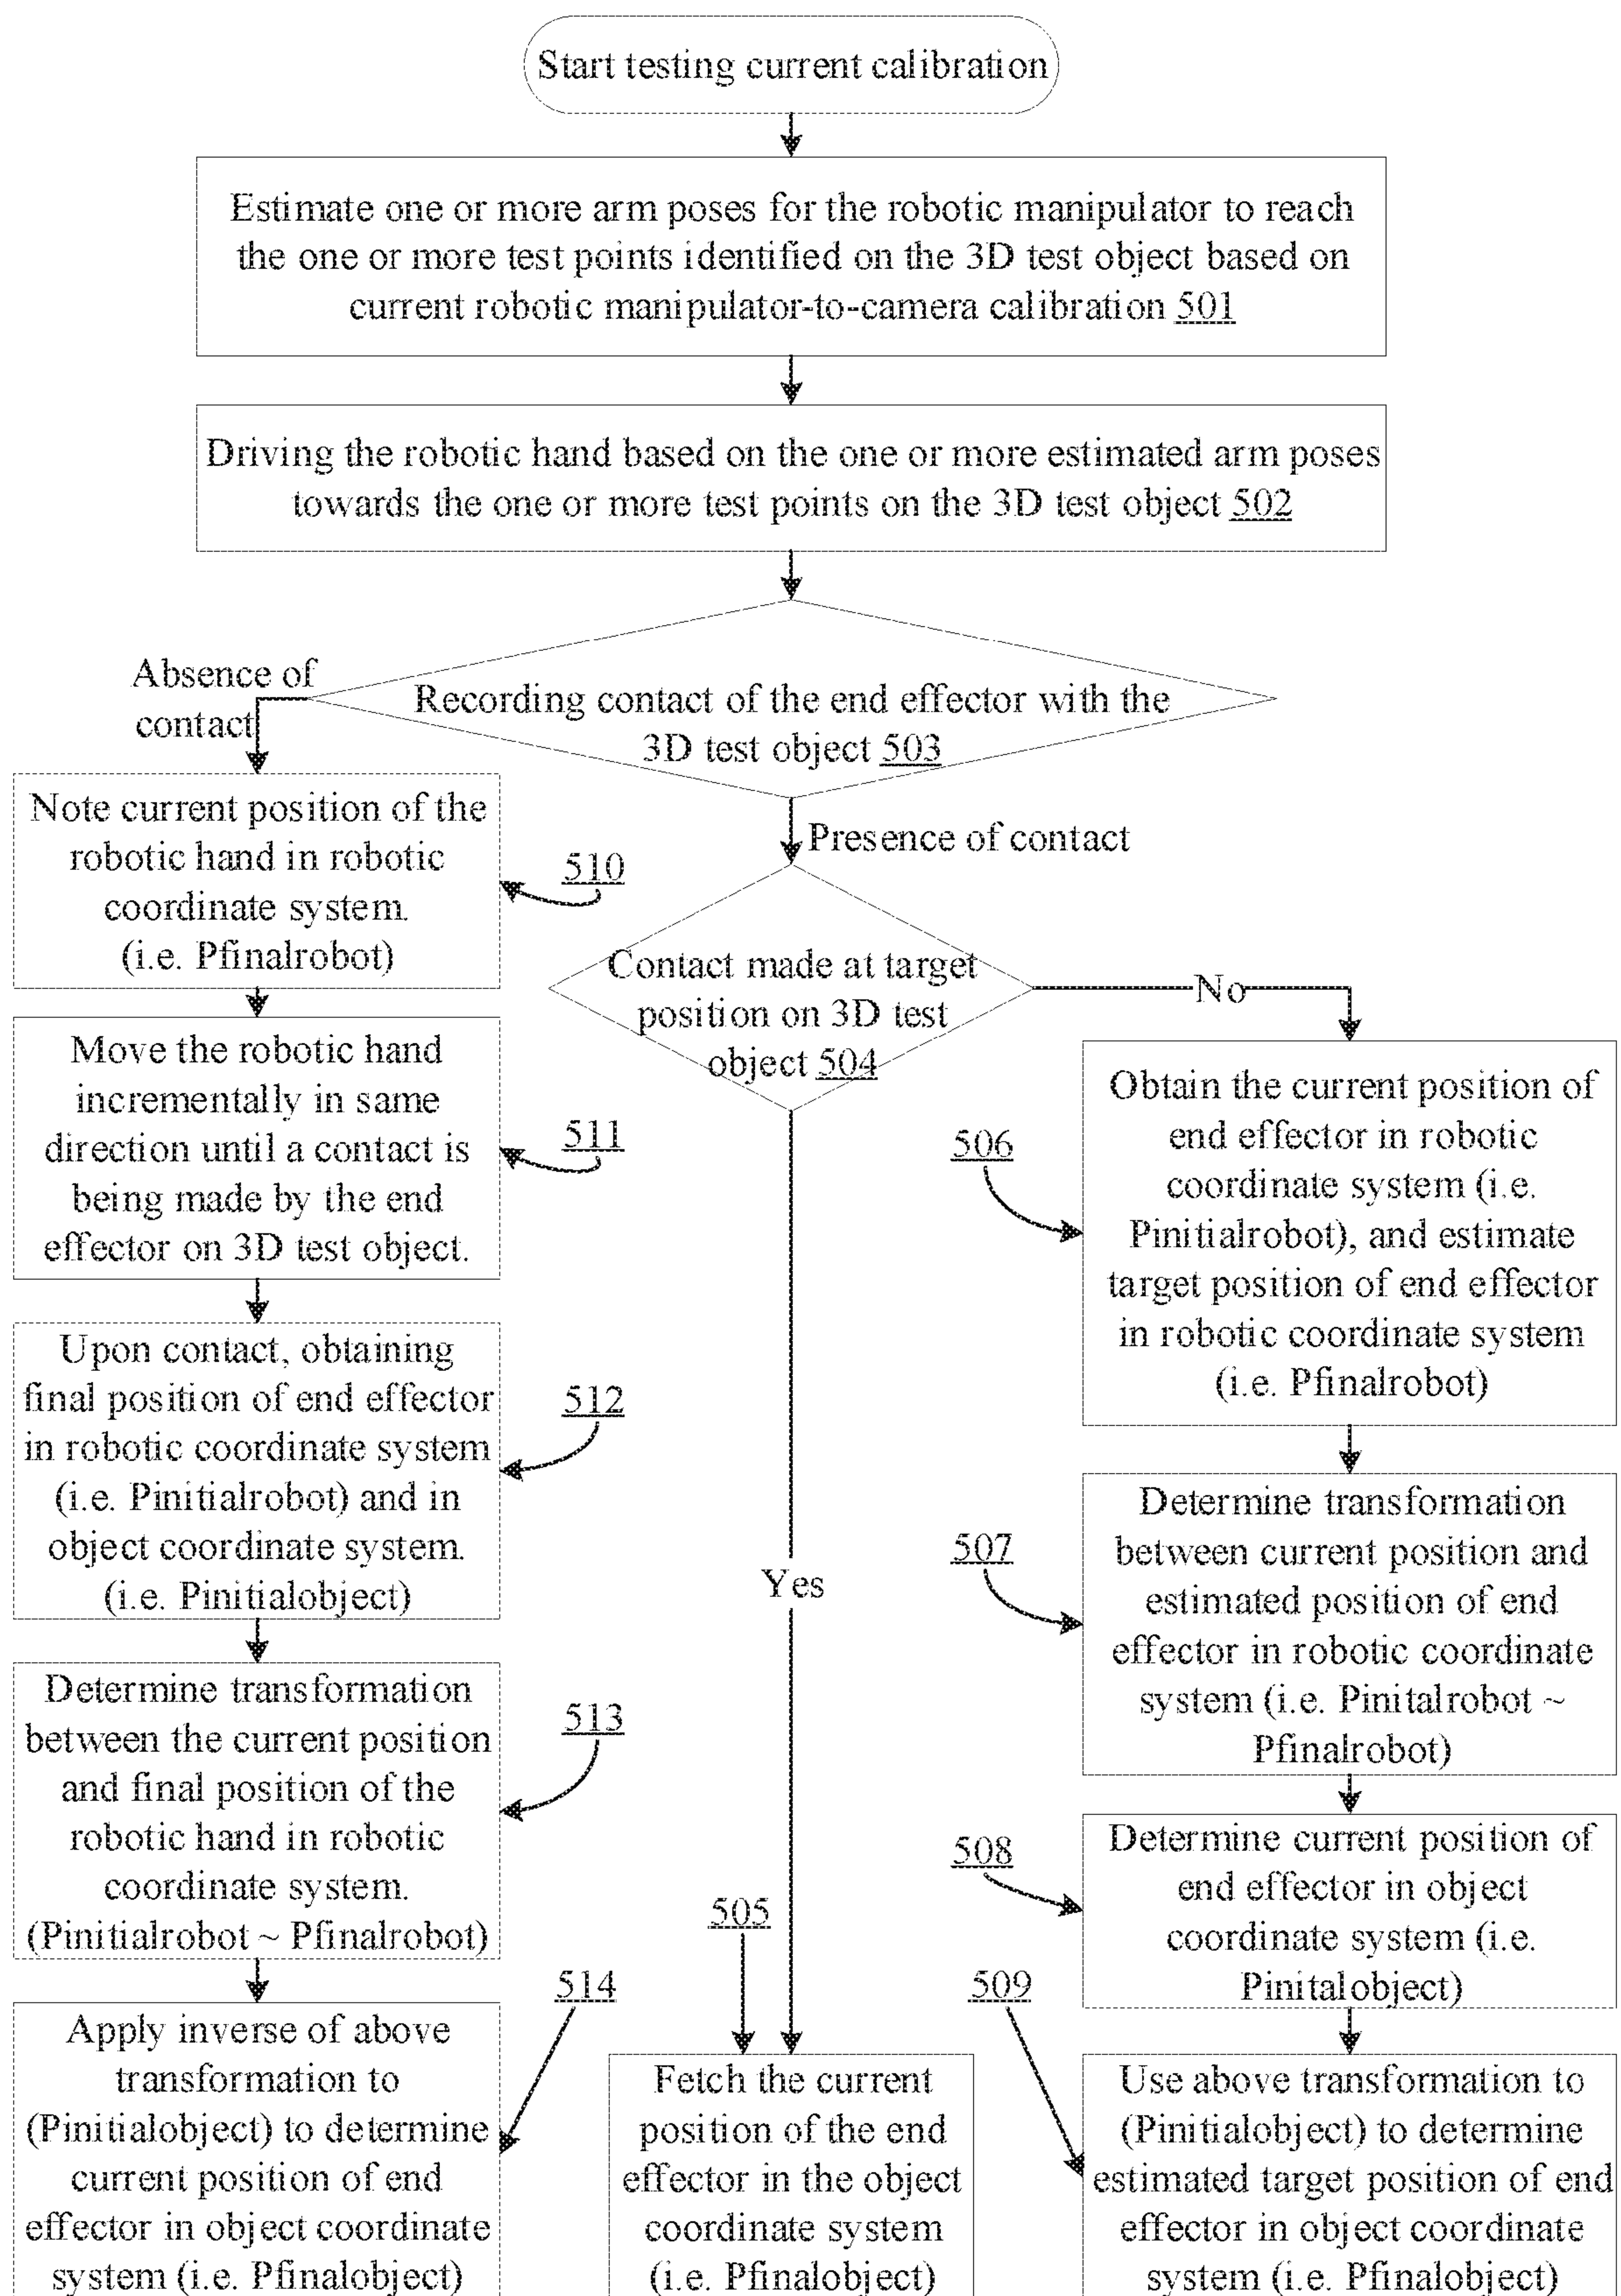 Start testing current calibration
Estimate one or more arm poses for the robotic manipulator to reach
the one or more test points identified on the 3D test object based on
current robotic manipulator-to-camera calibration 501
Driving the robotic hand based on the one or more estimated arm poses
towards the one or more test points on the 3D test object 502
Recording contact of the end effector with the
3D test object 503
Absence of
contact
Presence of contact
Note current position of the
robotic hand in robotic
coordinate system.
(i.e. Pfinalrobot)
510
Move the robotic hand
incrementally in same
direction until a contact is
being made by the end
effector on 3D test object.
511
Upon contact, obtaining
final position of end effector
in robotic coordinate system
(i.e. Pinitialrobot) and in
object coordinate system.
(i.e. Pinitialobject)
512
Determine transformation
between the current position
and final position of the
robotic hand in robotic
coordinate system.
(Pinitialrobot ~ Pfinalrobot)
513
Apply inverse of above
transformation to
(Pinitialobject) to determine
current position of end
effector in object coordinate
system (i.e. Pfinalobject)
514
Contact made at target
position on 3D test
object 504
Yes
505
Fetch the current
position of the end
effector in the object
coordinate system
(i.e. Pfinalobject)
No
Obtain the current position of
end effector in robotic
coordinate system (i.e.
Pinitialrobot), and estimate
target position of end effector
in robotic coordinate system
(i.e. Pfinalrobot)
506
Determine transformation
between current position and
estimated position of end
effector in robotic coordinate
system (i.e. Pinitalrobot ~
Pfinalrobot)
507
Determine current position of
end effector in object
coordinate system (i.e.
Pinitalobject)
508
Use above transformation to
(Pinitialobject) to determine
estimated target position of end
effector in object coordinate
system (i.e. Pfinalobject)
509